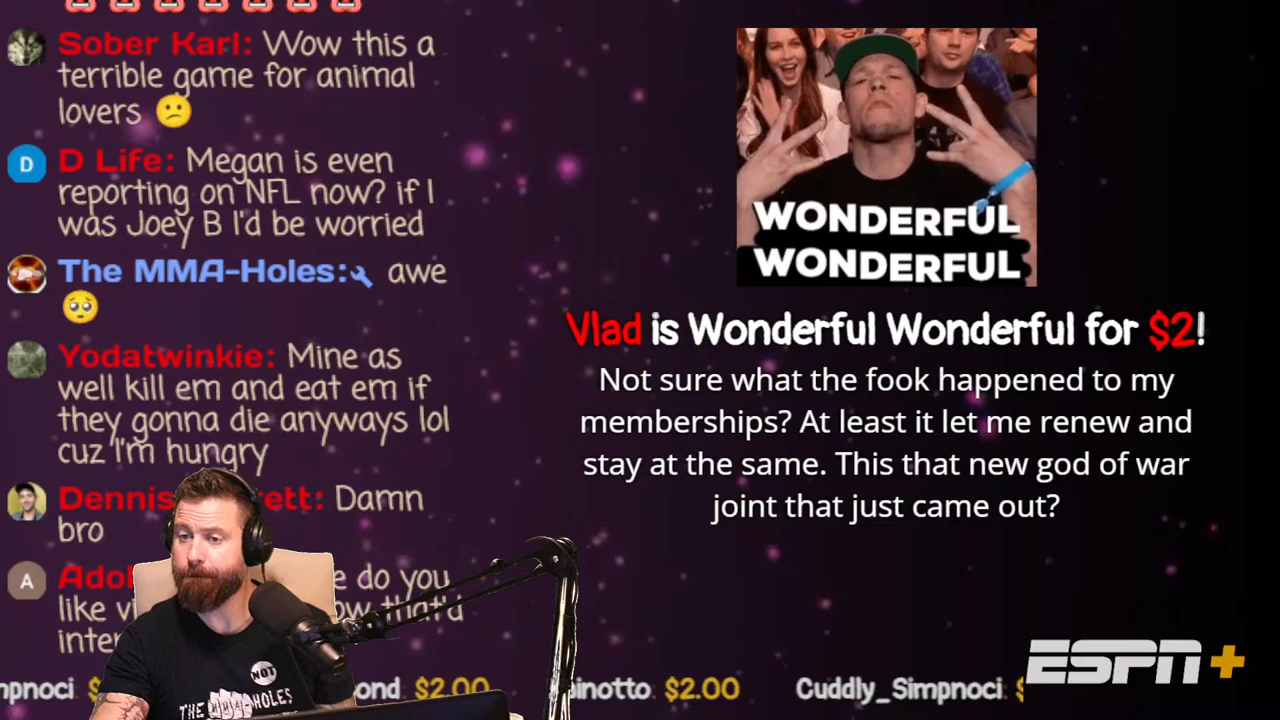 Sober Karl: Wow this a
terrible game for animal
lovers 😕
D Life: Megan is even
reporting on NFL now? if I
was Joey B I'd be worried
The MMA-Holes: awe
🥺
Yodatwinkie: Mine as
well kill em and eat em if
they gonna die anyways lol
cuz I'm hungry
Dennis Damn
bro
do you
like
that'd
WONDERFUL
WONDERFUL
Vlad is Wonderful Wonderful for $2!
Not sure what the fook happened to my
memberships? At least it let me renew and
stay at the same. This that new god of war
joint that just came out?
NOT
THE MMA-HOLES
ESPN+
$2.00 $2.00 Cuddly_Simpnoci:
D
A